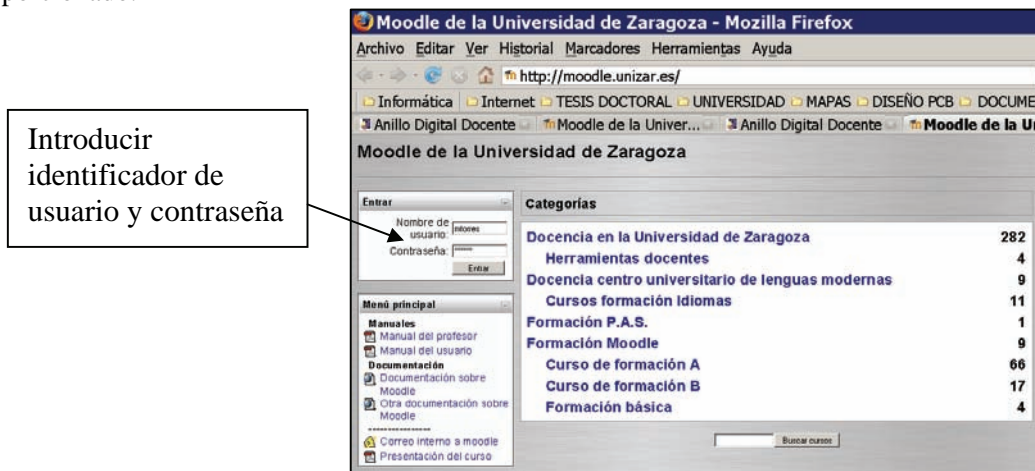 Moodle de la Universidad de Zaragoza - Mozilla Firefox
Archivo Editar Ver Historial Marcadores Herramientas Ayuda
http://moodle.unizar.es/
Informática Internet TESIS DOCTORAL UNIVERSIDAD MAPAS DISEÑO PCB DOCUME
Anillo Digital Docente Moodle de la Univer... Anillo Digital Docente Moodle de la U
Moodle de la Universidad de Zaragoza
Introducir
identificador de
usuario y contraseña
Entrar
Nombre de
usuario:
Contraseña:
Entrar
Menú principal
Manuales
Manual del profesor
Manual del usuario
Documentación
Documentación sobre
Moodle
Otra documentación sobre
Moodle
----------------
Correo interno a moodle
Presentación del curso
Categorías
Docencia en la Universidad de Zaragoza 282
Herramientas docentes 4
Docencia centro universitario de lenguas modernas 9
Cursos formación Idiomas 11
Formación P.A.S. 1
Formación Moodle 9
Curso de formación A 66
Curso de formación B 17
Formación básica 4
Buscar cursos